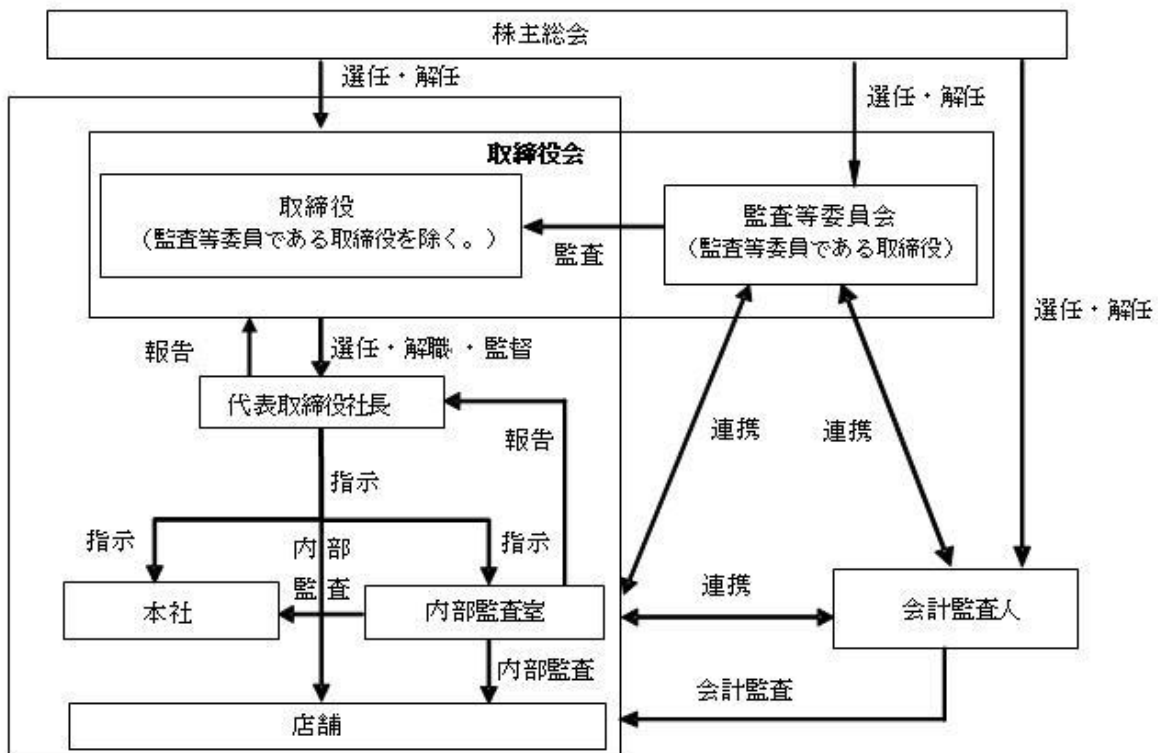 株主総会
選任・解任
選任・解任
取締役会
取締役
（監査等委員である取締役を除く。）
監査等委員会
（監査等委員である取締役）
監査
選任・解任
報告
選任・解職・監督
代表取締役社長
報告
連携
連携
指示
指示
内部
監査
指示
本社
内部監査室
連携
会計監査人
内部監査
会計監査
店舗